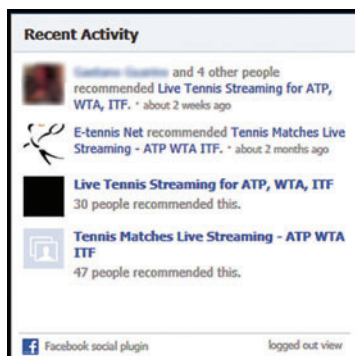 Recent Activity
and 4 other people
recommended Live Tennis Streaming for ATP,
WTA, ITF. · about 2 weeks ago
E-tennis Net recommended Tennis Matches Live
Streaming - ATP WTA ITF. · about 2 months ago
Live Tennis Streaming for ATP, WTA, ITF
30 people recommended this.
Tennis Matches Live Streaming - ATP WTA
ITF
47 people recommended this.
Facebook social plugin
logged out view